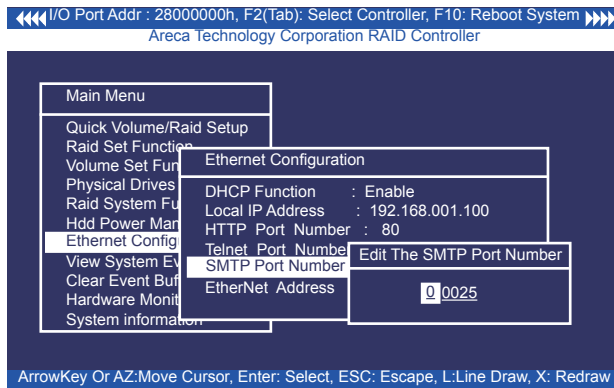 I/O Port Addr : 28000000h, F2(Tab): Select Controller, F10: Reboot System
Areca Technology Corporation RAID Controller
Main Menu
Quick Volume/Raid Setup
Raid Set Function
Volume Set Fun
Physical Drives
Raid System Fu
Hdd Power Man
Ethernet Config
View System Ev
Clear Event Buf
Hardware Monit
System information
Ethernet Configuration
DHCP Function : Enable
Local IP Address : 192.168.001.100
HTTP Port Number : 80
Telnet Port Numbe
SMTP Port Number
EtherNet Address
Edit The SMTP Port Number
0 0025
ArrowKey Or AZ:Move Cursor, Enter: Select, ESC: Escape, L:Line Draw, X: Redraw